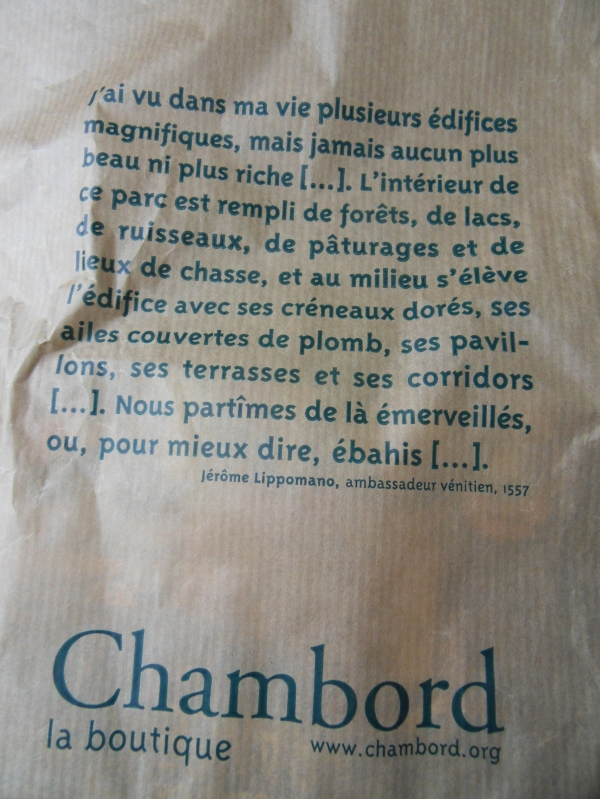 J'ai vu dans ma vie plusieurs édifices
magnifiques, mais jamais aucun plus
beau ni plus riche [...]. L'intérieur de
ce parc est rempli de forêts, de lacs,
de ruisseaux, de pâturages et de
lieux de chasse, et au milieu s'élève
l'édifice avec ses créneaux dorés, ses
ailes couvertes de plomb, ses pavil-
lons, ses terrasses et ses corridors
[...]. Nous partîmes de là émerveillés,
ou, pour mieux dire, ébahis [...].
Jérôme Lippomano, ambassadeur vénitien, 1557
Chambord
la boutique
www.chambord.org